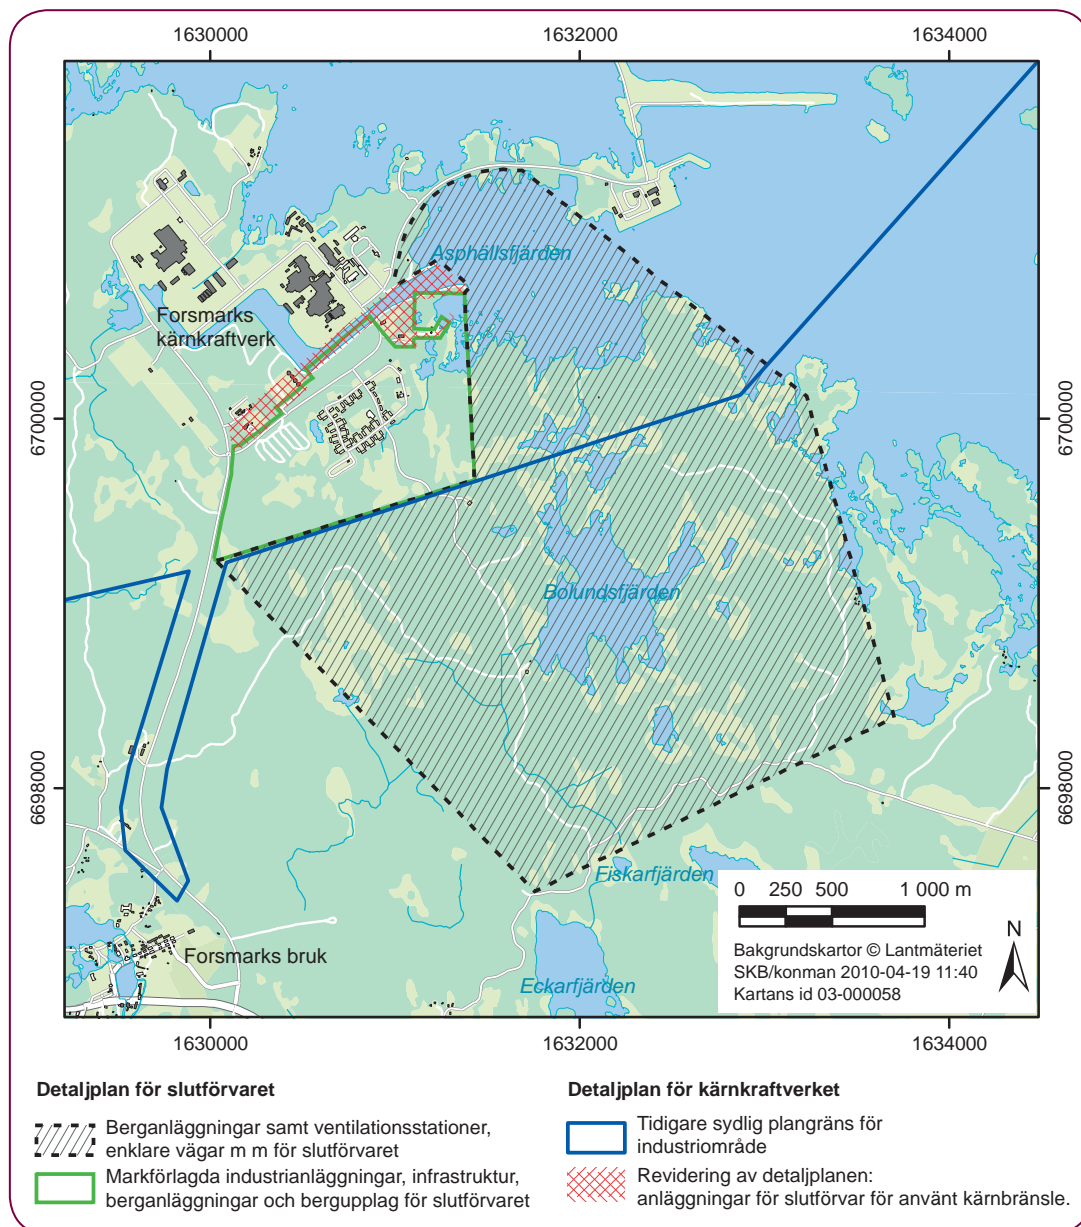 1630000
1632000
1634000
Asphällsfjärden
Forsmarks
kärnkraftverk
6700000
6700000
Bolundsfjärden
6698000
6698000
Fiskarfjärden
0 250 500 1 000 m
N
Bakgrundskartor © Lantmäteriet
SKB/konman 2010-04-19 11:40
Kartans id 03-000058
Forsmarks bruk
Eckarfjärden
1630000
1632000
1634000
Detaljplan för slutförvaret
Berganläggningar samt ventilationsstationer,
enklare vägar m m för slutförvaret
Markförlagda industrianläggningar, infrastruktur,
berganläggningar och bergupplag för slutförvaret
Detaljplan för kärnkraftverket
Tidigare sydlig plangräns för
industriområde
Revidering av detaljplanen:
anläggningar för slutförvar för använt kärnbränsle.